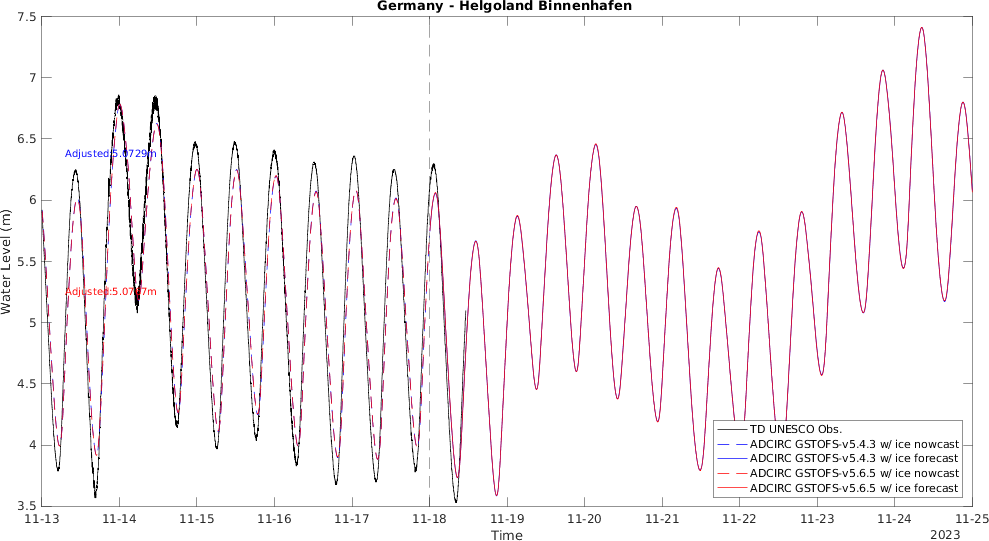 Germany - Helgoland Binnenhafen
7.5
7
6.5
6
5.5
5
4.5
4
3.5
Water Level (m)
Adjusted:5.0729m
TD UNESCO Obs.
ADCIRC GSTOFS-v5.4.3 w/ ice nowcast
ADCIRC GSTOFS-v5.4.3 w/ ice forecast
ADCIRC GSTOFS-v5.6.5 w/ ice nowcast
ADCIRC GSTOFS-v5.6.5 w/ ice forecast
11-13 11-14 11-15 11-16 11-17 11-18 11-19 11-20 11-21 11-22 11-23 11-24 11-25
Time
2023